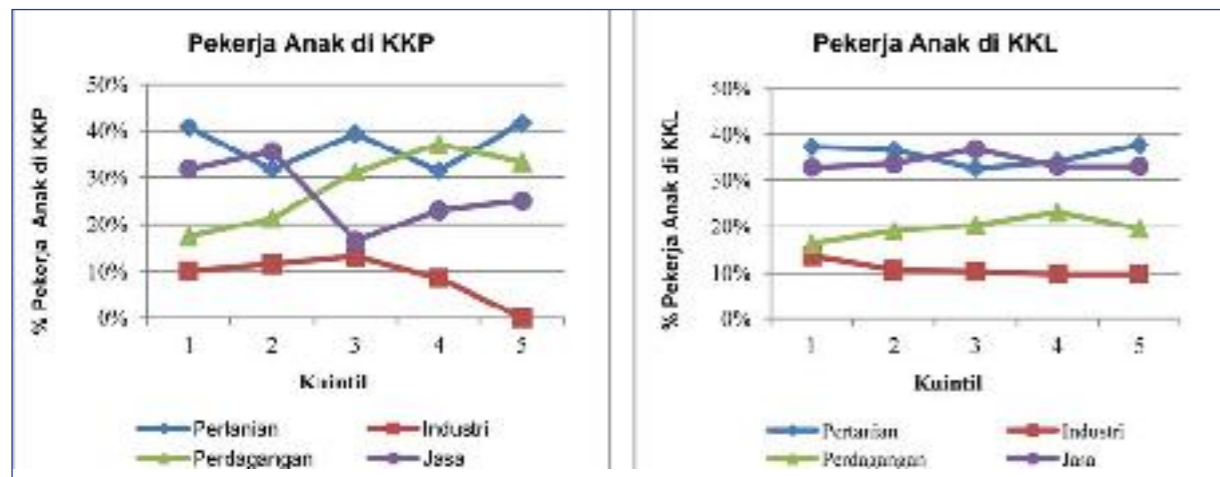 Pekerja Anak di KKP
% Pekerja Anak di KKP
50%
40%
30%
20%
10%
0%
1 2 3 4 5
Kuintil
Pertanian Industri
Perdagangan Jasa
Pekerja Anak di KKL
% Pekerja Anak di KKL
50%
40%
30%
20%
10%
0%
1 2 3 4 5
Kuintil
Pertanian Industri
Perdagangan Jasa